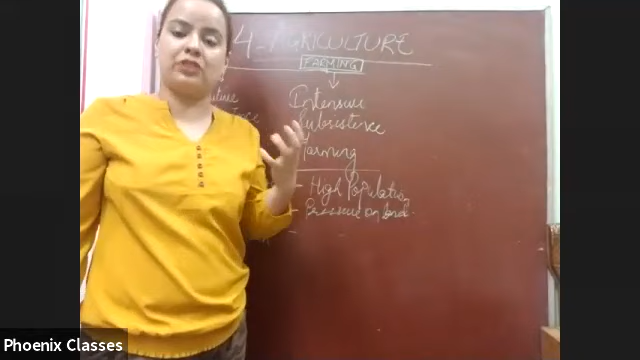 4 - AGRICULTURE
FARMING
Intensive
Subsistence
Farming
- High Population
- Pressure on land.
-
Phoenix Classes